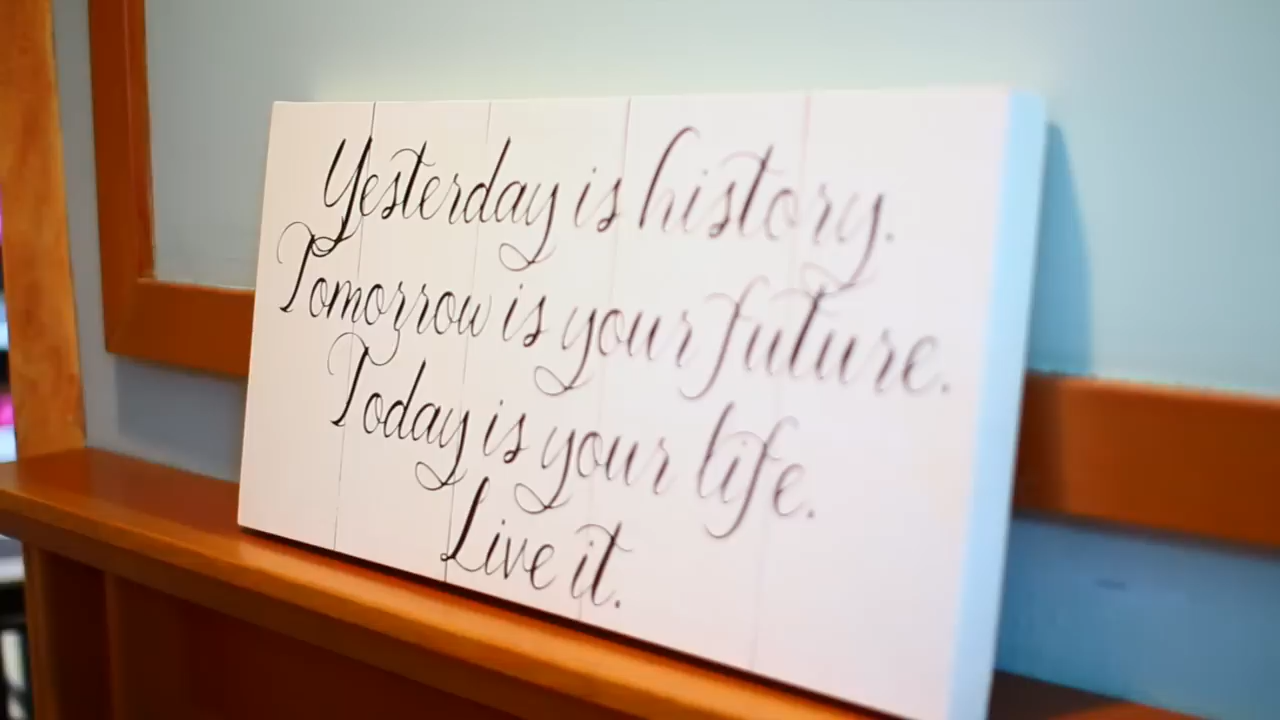 Yesterday is history.
Tomorrow is your future.
Today is your life.
Live it.